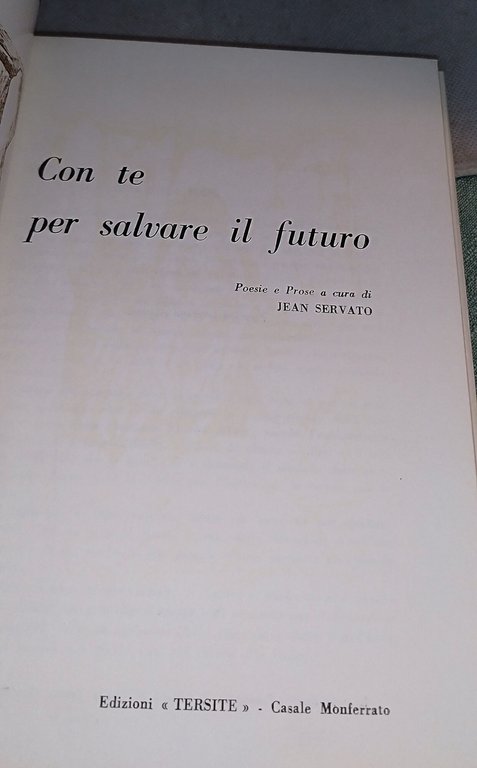 Con te
per salvare il futuro
Poesie e Prose a cura di
JEAN SERVATO
Edizioni « TERSITE » - Casale Monferrato